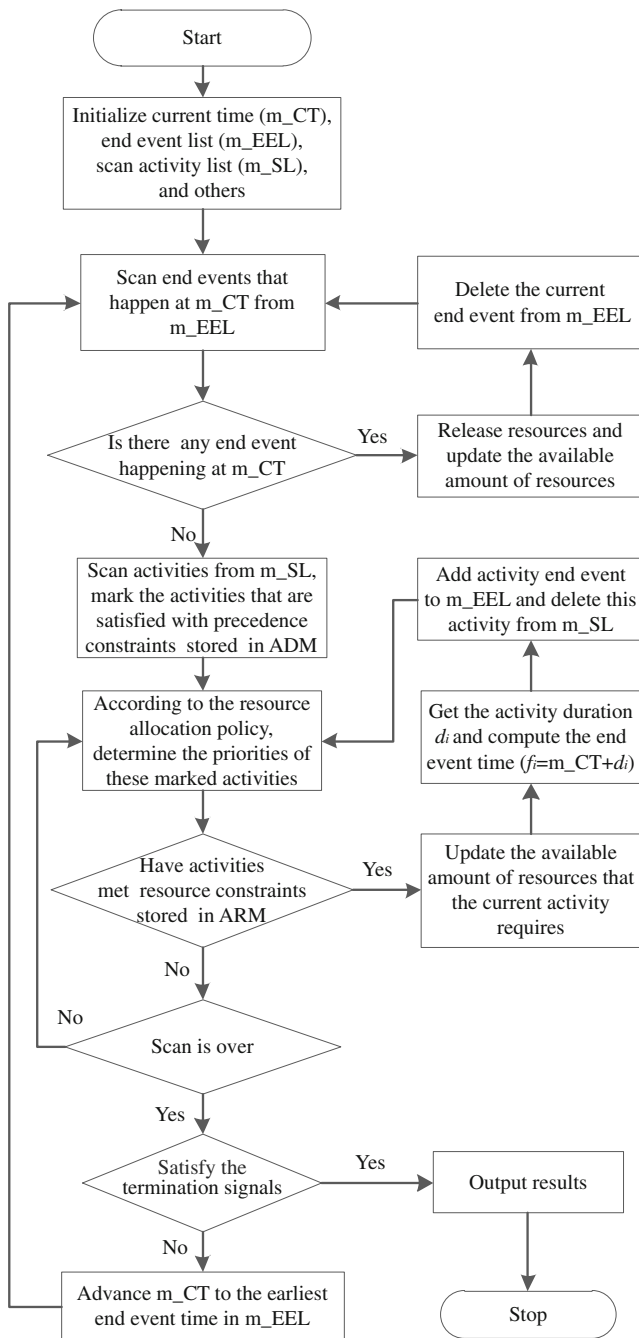 Start
Initialize current time (m_CT),
end event list (m_EEL),
scan activity list (m_SL),
and others
Scan end events that
happen at m_CT from
m_EEL
Delete the current
end event from m_EEL
Is there any end event
happening at m_CT
Yes
Release resources and
update the available
amount of resources
No
Scan activities from m_SL,
mark the activities that are
satisfied with precedence
constraints stored in ADM
Add activity end event
to m_EEL and delete this
activity from m_SL
According to the resource
allocation policy,
determine the priorities of
these marked activities
Get the activity duration
di and compute the end
event time (fi=m_CT+di)
Have activities
met resource constraints
stored in ARM
Yes
Update the available
amount of resources that
the current activity
requires
No
No
Scan is over
Yes
Satisfy the
termination signals
Yes
Output results
No
Advance m_CT to the earliest
end event time in m_EEL
Stop